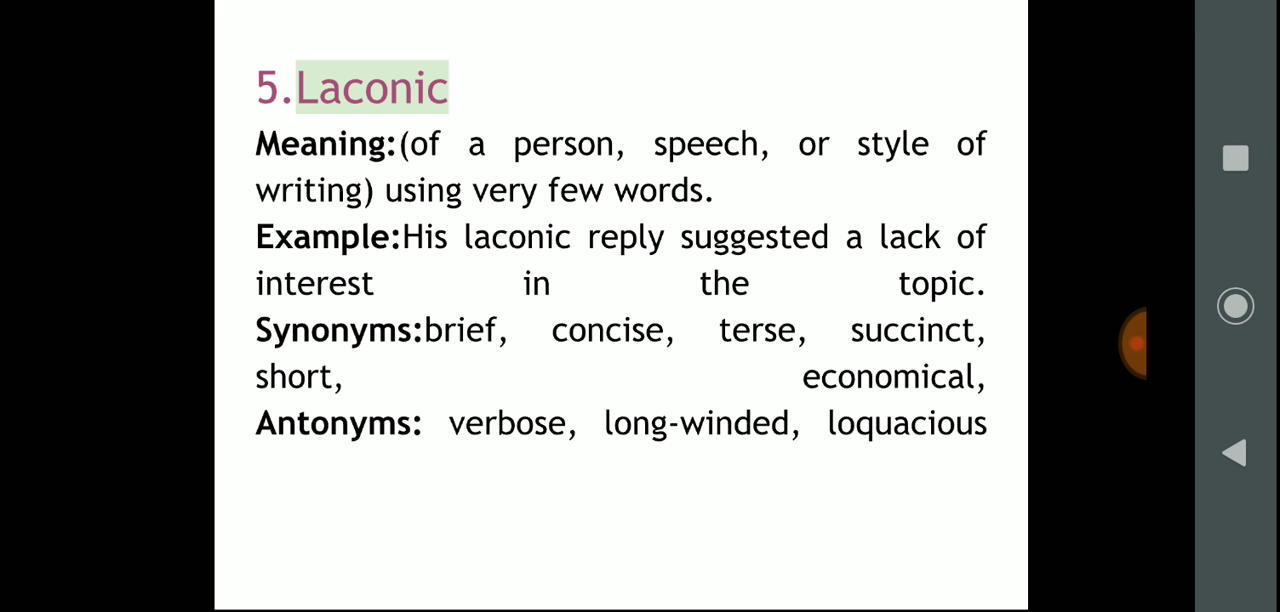 5.Laconic
Meaning:(of a person, speech, or style of
writing) using very few words.
Example:His laconic reply suggested a lack of
interest in the topic.
Synonyms:brief, concise, terse, succinct,
short, economical,
Antonyms: verbose, long-winded, loquacious